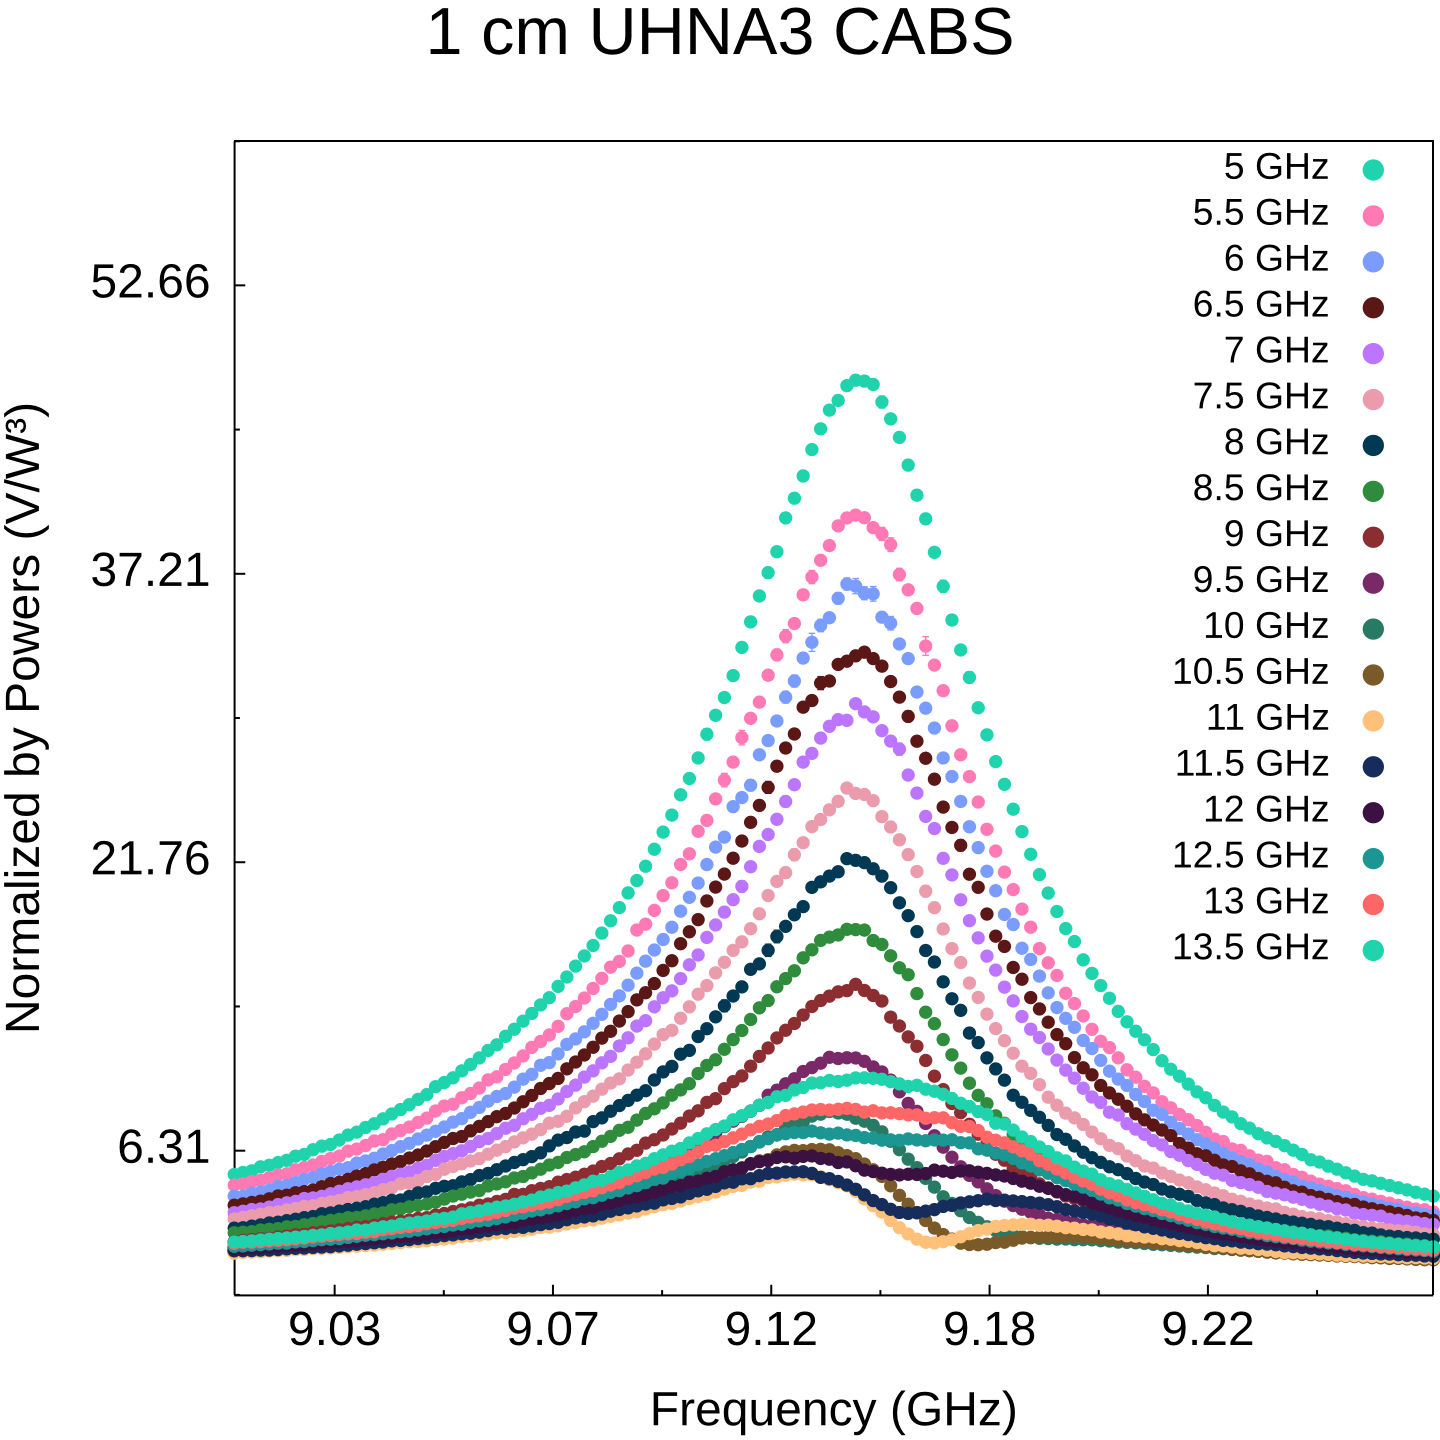 1 cm UHNA3 CABS
5 GHz
5.5 GHz
6 GHz
6.5 GHz
7 GHz
7.5 GHz
8 GHz
8.5 GHz
9 GHz
9.5 GHz
10 GHz
10.5 GHz
11 GHz
11.5 GHz
12 GHz
12.5 GHz
13 GHz
13.5 GHz
Normalized by Powers (V/W³)
52.66
37.21
21.76
6.31
9.03 9.07 9.12 9.18 9.22
Frequency (GHz)